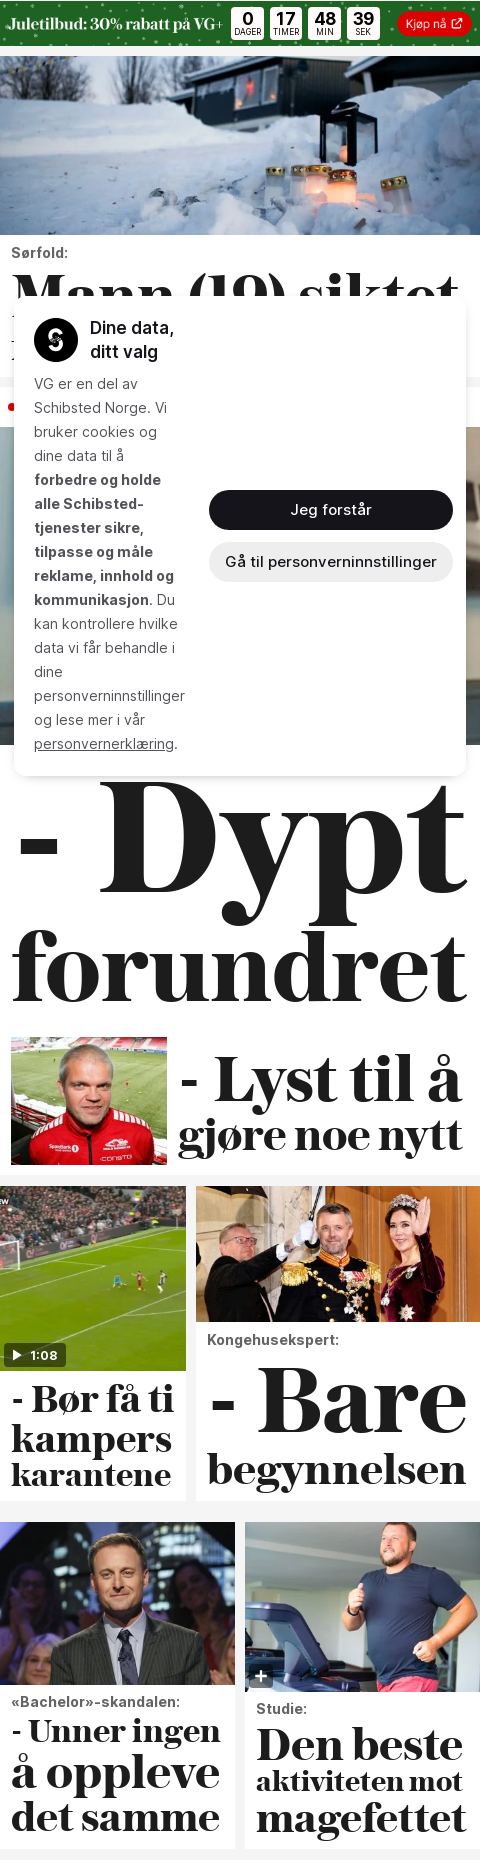 Juletilbud: 30% rabatt på VG+
0
DAGER
17
TIMER
48
MIN
39
SEK
Kjøp nå
Sørfold:
Mann (19) siktet
Dine data,
ditt valg
VG er en del av
Schibsted Norge. Vi
bruker cookies og
dine data til å
forbedre og holde
alle Schibsted-
tjenester sikre,
tilpasse og måle
reklame, innhold og
kommunikasjon. Du
kan kontrollere hvilke
data vi får behandle i
dine
personverninnstillinger
og lese mer i vår
personvernerklæring.
Jeg forstår
Gå til personverninnstillinger
- Dypt
forundret
- Lyst til å
gjøre noe nytt
1:08
- Bør få ti
kampers
karantene
Kongehusekspert:
- Bare
begynnelsen
«Bachelor»-skandalen:
- Unner ingen
å oppleve
det samme
Studie:
Den beste
aktiviteten mot
magefettet